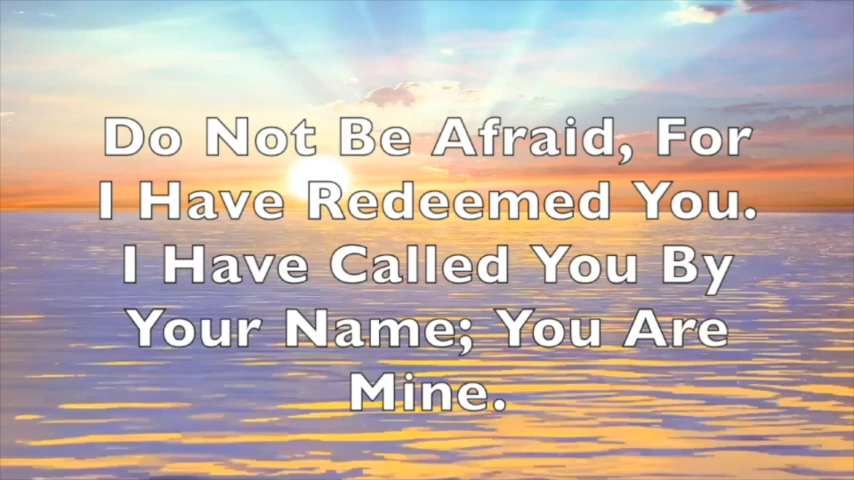 Do Not Be Afraid, For
I Have Redeemed You.
I Have Called You By
Your Name; You Are
Mine.